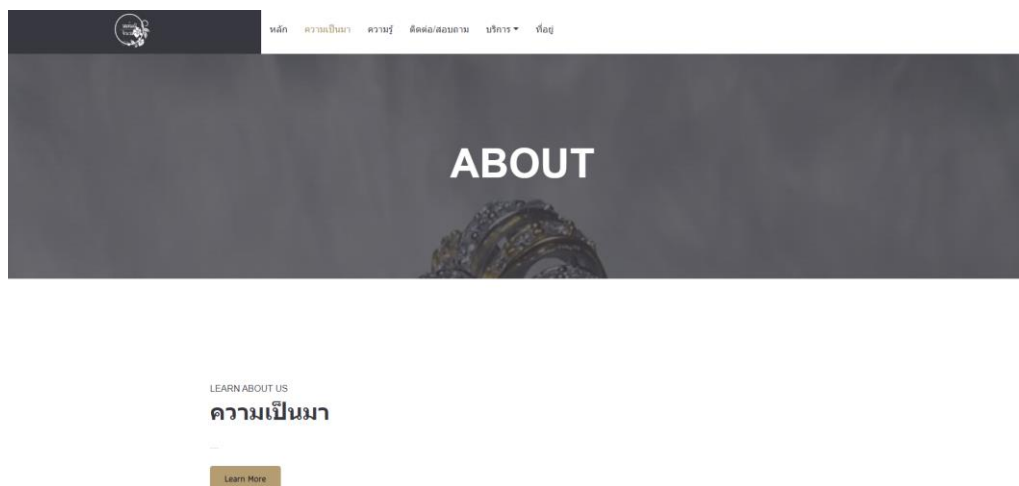 หลัก ความเป็นมา ความรู้ ติดต่อ/สอบถาม บริการ ที่อยู่
ABOUT
LEARN ABOUT US
ความเป็นมา
...
Learn More